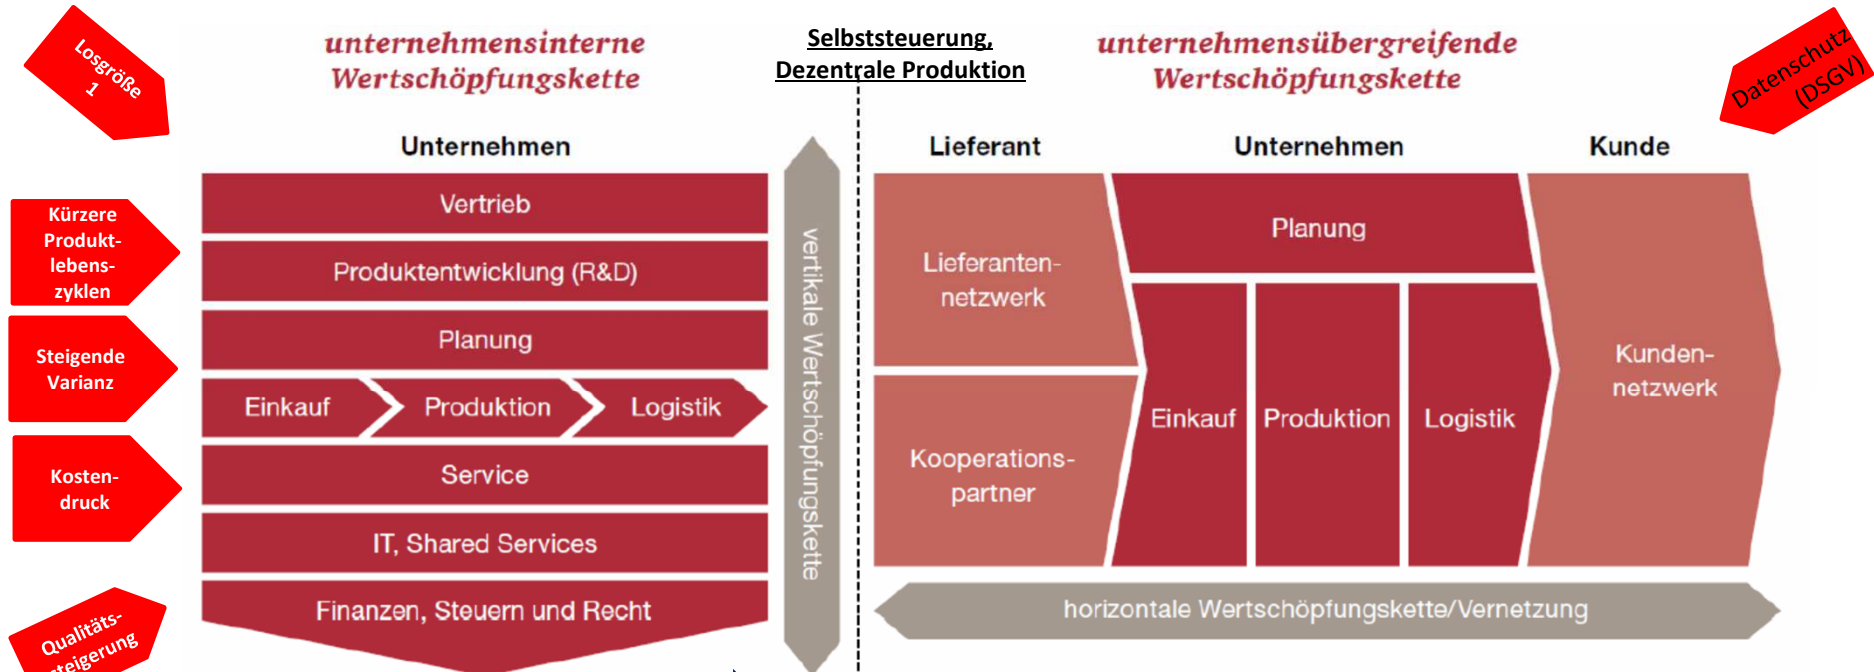 Losgröße
1
unternehmensinterne
Wertschöpfungskette
Selbststeuerung,
Dezentrale Produktion
unternehmensübergreifende
Wertschöpfungskette
Datenschutz
(DSGV)
Kürzere
Produkt-
lebens-
zyklen
Steigende
Varianz
Kosten-
druck
Qualitäts-
steigerung
Unternehmen
Vertrieb
Produktentwicklung (R&D)
Planung
Einkauf
Produktion
Logistik
Service
IT, Shared Services
Finanzen, Steuern und Recht
vertikale Wertschöpfungskette
Lieferant
Unternehmen
Kunde
Lieferanten-
netzwerk
Kooperations-
partner
Planung
Einkauf
Produktion
Logistik
Kunden-
netzwerk
horizontale Wertschöpfungskette/Vernetzung